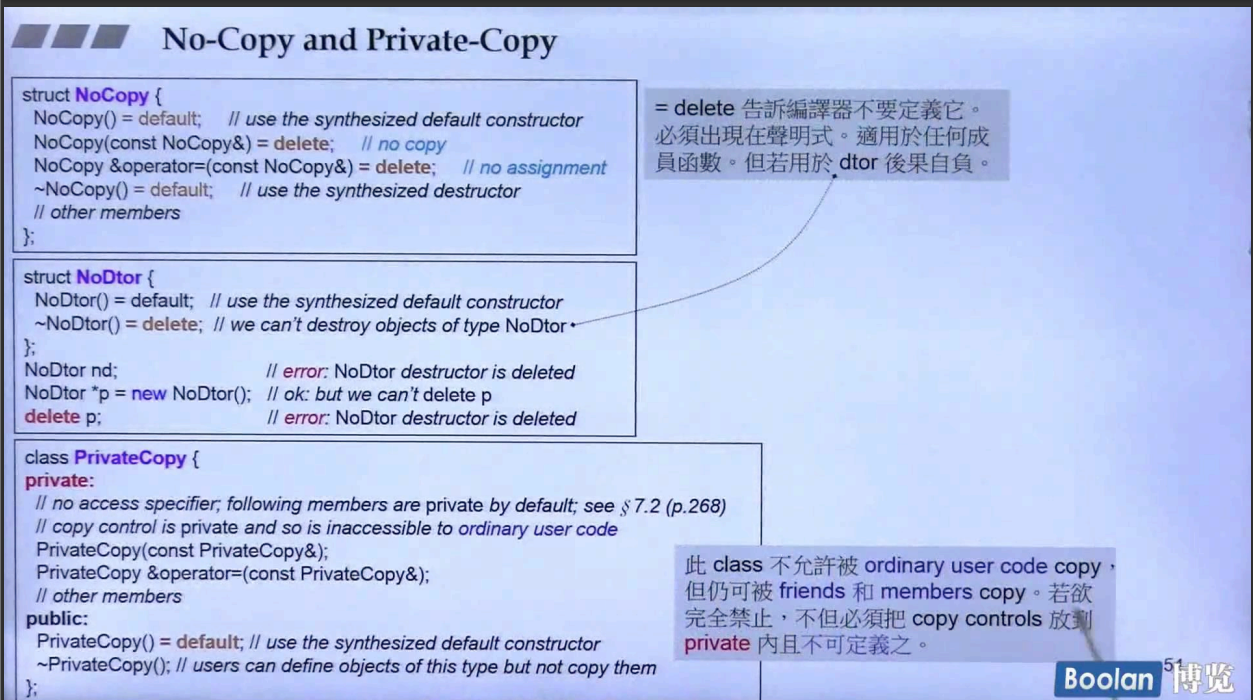 No-Copy and Private-Copy
struct NoCopy {
NoCopy() = default; // use the synthesized default constructor
NoCopy(const NoCopy&) = delete; // no copy
NoCopy &operator=(const NoCopy&) = delete; // no assignment
~NoCopy() = default; // use the synthesized destructor
// other members
};
= delete 告訴編譯器不要定義它。
必須出現在聲明式。適用於任何成
員函數。但若用於 dtor 後果自負。
struct NoDtor {
NoDtor() = default; // use the synthesized default constructor
~NoDtor() = delete; // we can't destroy objects of type NoDtor
};
NoDtor nd; // error: NoDtor destructor is deleted
NoDtor *p = new NoDtor(); // ok: but we can't delete p
delete p; // error: NoDtor destructor is deleted
class PrivateCopy {
private:
// no access specifier; following members are private by default; see §7.2 (p.268)
// copy control is private and so is inaccessible to ordinary user code
PrivateCopy(const PrivateCopy&);
PrivateCopy &operator=(const PrivateCopy&);
// other members
public:
PrivateCopy() = default; // use the synthesized default constructor
~PrivateCopy(); // users can define objects of this type but not copy them
};
此 class 不允許被 ordinary user code copy，
但仍可被 friends 和 members copy。若欲
完全禁止，不但必須把 copy controls 放到
private 內且不可定義之。
51
Boolan 博览